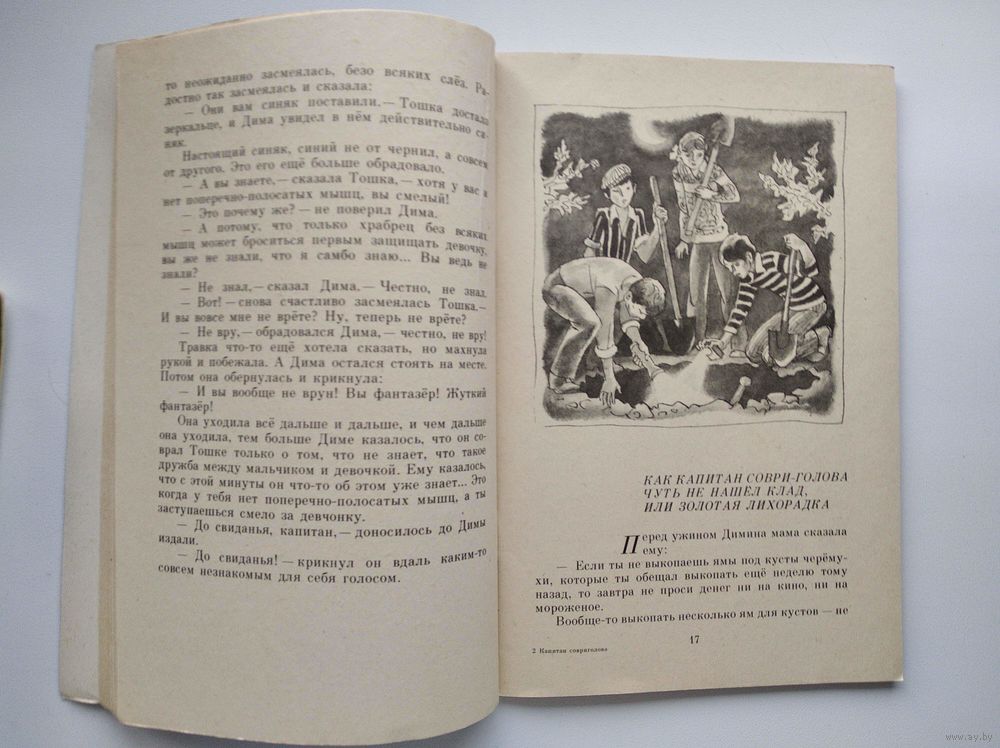 то неожиданно засмеялась, безо всяких слёз. Ра-
достно так засмеялась и сказала:
— Они вам синяк поставили,— Тошка достала
зеркальце, и Дима увидел в нём действительно си-
няк.
Настоящий синяк, синий не от чернил, а совсем
от другого. Это его ещё больше обрадовало.
— А вы знаете,— сказала Тошка,— хотя у вас и
нет поперечно-полосатых мышц, вы смелый!
— Это почему же? — не поверил Дима.
— А потому, что только храбрец без всяких
мышц может броситься первым защищать девочку,
вы же не знали, что я самбо знаю... Вы ведь не
знали?
— Не знал,— сказал Дима.— Честно, не знал.
— Вот! — снова счастливо засмеялась Тошка.—
И вы вовсе мне не врёте? Ну, теперь не врёте?
— Не вру,— обрадовался Дима,— честно, не вру!
Травка что-то ещё хотела сказать, но махнула
рукой и побежала. А Дима остался стоять на месте.
Потом она обернулась и крикнула:
— И вы вообще не врун! Вы фантазёр! Жуткий
фантазёр!
Она уходила всё дальше и дальше, и чем дальше
она уходила, тем больше Диме казалось, что он со-
врал Тошке только о том, что не знает, что такое
дружба между мальчиком и девочкой. Ему казалось,
что с этой минуты он что-то об этом уже знает... Это
когда у тебя нет поперечно-полосатых мышц, а ты
заступаешься смело за девчонку.
— До свиданья, капитан,— доносилось до Димы
издали.
— До свиданья! — крикнул он вдаль каким-то
совсем незнакомым для себя голосом.
КАК КАПИТАН СОВРИ-ГОЛОВА
ЧУТЬ НЕ НАШЕЛ КЛАД,
ИЛИ ЗОЛОТАЯ ЛИХОРАДКА
Перед ужином Димина мама сказала
ему:
— Если ты не выкопаешь ямы под кусты черёму-
хи, которые ты обещал выкопать ещё неделю тому
назад, то завтра не проси денег ни на кино, ни на
мороженое.
Вообще-то выкопать несколько ям для кустов — не
17
2 Капитан совриголова
www.ay.by